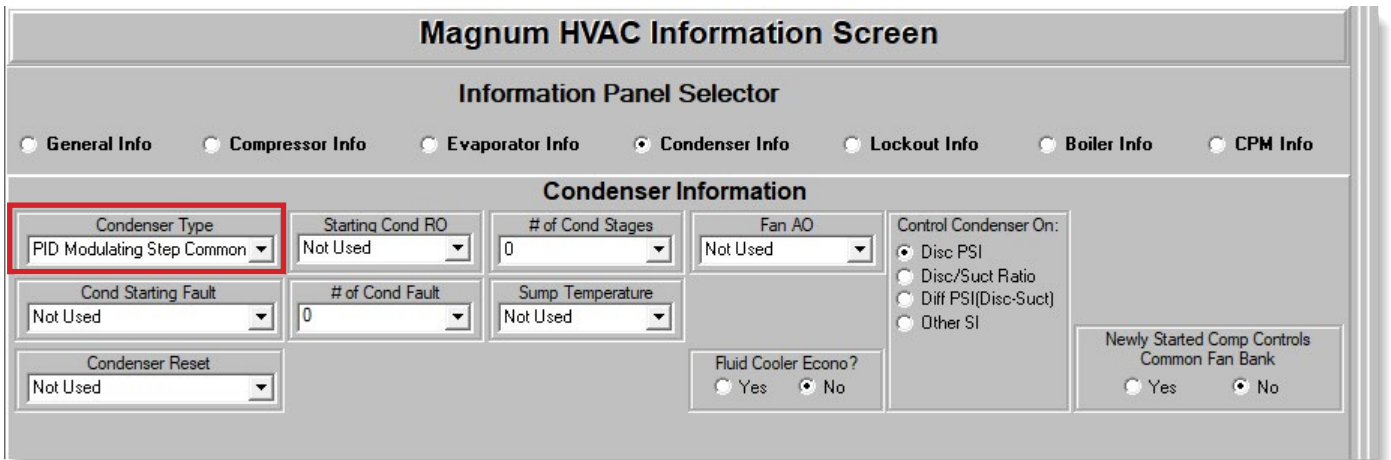 Magnum HVAC Information Screen
Information Panel Selector
General Info Compressor Info Evaporator Info Condenser Info Lockout Info Boiler Info CPM Info
Condenser Information
Condenser Type
PID Modulating Step Common
Starting Cond RO
Not Used
# of Cond Stages
0
Fan AO
Not Used
Control Condenser On:
Disc PSI
Disc/Suct Ratio
Diff PSI(Disc-Suct)
Other SI
Cond Starting Fault
Not Used
# of Cond Fault
0
Sump Temperature
Not Used
Condenser Reset
Not Used
Fluid Cooler Econo?
Yes No
Newly Started Comp Controls
Common Fan Bank
Yes No